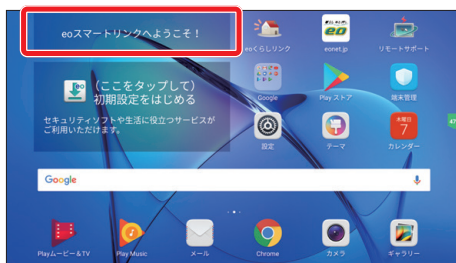 eoスマートリンクへようこそ！
eoくらしリンク
eo
eonet.jp
リモートサポート
eo
（ここをタップして）
初期設定をはじめる
セキュリティソフトや生活に役立つサービスが
ご利用いただけます。
Google
Play ストア
端末管理
設定
テーマ
木曜日
7
カレンダー
Google
Playムービー＆TV
Play Music
メール
Chrome
カメラ
ギャラリー
47